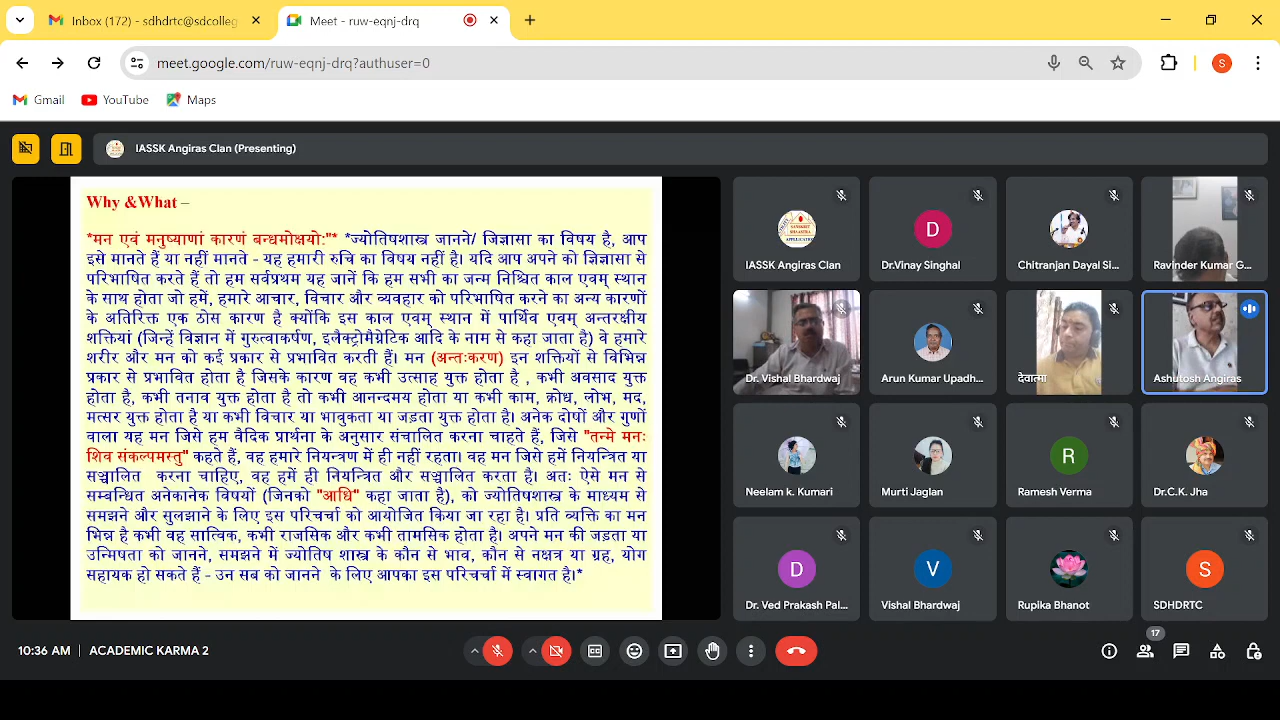 Inbox (172) - sdhdrtc@sdcolleg
Meet - ruw-eqnj-drq
meet.google.com/ruw-eqnj-drq?authuser=0
Gmail
YouTube
Maps
S
IASSK Angiras Clan (Presenting)
Why &What –
*मन एवं मनुष्याणां कारणं बन्धमोक्षयो:"* *ज्योतिषशास्त्र जानने/ जिज्ञासा का विषय है, आप
इसे मानते हैं या नहीं मानते - यह हमारी रुचि का विषय नहीं है। यदि आप अपने को ज्ञिज्ञासा से
परिभाषित करते हैं तो हम सर्वप्रथम यह जानें कि हम सभी का जन्म निश्चित काल एवम् स्थान
के साथ होता जो हमें, हमारे आचार, विचार और व्यवहार को परिभाषित करने का अन्य कारणों
के अतिरिक्त एक ठोस कारण है क्योंकि इस काल एवम् स्थान में पार्थिव एवम् अन्तरक्षीय
शक्तियां (जिन्हें विज्ञान में गुरुत्वाकर्षण, इलैक्ट्रोमैग्नेटिक आदि के नाम से कहा जाता है) वे हमारे
शरीर और मन को कई प्रकार से प्रभावित करती हैं। मन (अन्तःकरण) इन शक्तियों से विभिन्न
प्रकार से प्रभावित होता है जिसके कारण वह कभी उत्साह युक्त होता है , कभी अवसाद युक्त
होता है, कभी तनाव युक्त होता है तो कभी आनन्दमय होता या कभी काम, क्रोध, लोभ, मद,
मत्सर युक्त होता है या कभी विचार या भावुकता या जड़ता युक्त होता है। अनेक दोषों और गुणों
वाला यह मन जिसे हम वैदिक प्रार्थना के अनुसार संचालित करना चाहते हैं, जिसे "तन्मे मनः
शिव संकल्पमस्तु" कहते हैं, वह हमारे नियन्त्रण में ही नहीं रहता। वह मन जिसे हमें नियन्त्रित या
सञ्चालित करना चाहिए, वह हमें ही नियन्त्रित और सञ्चालित करता है। अतः ऐसे मन से
सम्बन्धित अनेकानेक विषयों (जिनको "आधि" कहा जाता है), को ज्योतिषशास्त्र के माध्यम से
समझने और सुलझाने के लिए इस परिचर्चा को आयोजित किया जा रहा है। प्रति व्यक्ति का मन
भिन्न है कभी वह सात्विक, कभी राजसिक और कभी तामसिक होता है। अपने मन की जड़ता या
उन्मिषता को जानने, समझने में ज्योतिष शास्त्र के कौन से भाव, कौन से नक्षत्र या ग्रह, योग
सहायक हो सकते हैं - उन सब को जानने के लिए आपका इस परिचर्चा में स्वागत है।*
IASSK Angiras Clan
D
Dr.Vinay Singhal
Chitranjan Dayal Si...
Ravinder Kumar G...
Dr. Vishal Bhardwaj
Arun Kumar Upadh...
देवात्मा
Ashutosh Angiras
Neelam k. Kumari
Murti Jaglan
R
Ramesh Verma
Dr.C.K. Jha
D
Dr. Ved Prakash Pal...
V
Vishal Bhardwaj
Rupika Bhanot
S
SDHDRTC
10:36 AM | ACADEMIC KARMA 2
17